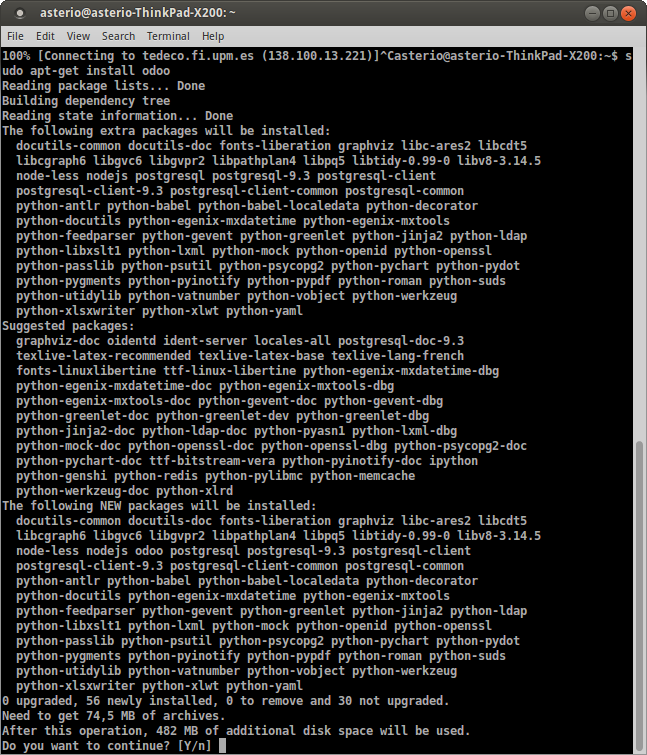 asterio@asterio-ThinkPad-X200: ~
File Edit View Search Terminal Help
100% [Connecting to tedeco.fi.upm.es (138.100.13.221)]^Casterio@asterio-ThinkPad-X200:~$ s
udo apt-get install odoo
Reading package lists... Done
Building dependency tree
Reading state information... Done
The following extra packages will be installed:
docutils-common docutils-doc fonts-liberation graphviz libc-ares2 libcdt5
libcgraph6 libgvc6 libgvpr2 libpathplan4 libpq5 libtidy-0.99-0 libv8-3.14.5
node-less nodejs postgresql postgresql-9.3 postgresql-client
postgresql-client-9.3 postgresql-client-common postgresql-common
python-antlr python-babel python-babel-localedata python-decorator
python-docutils python-egenix-mxdatetime python-egenix-mxtools
python-feedparser python-gevent python-greenlet python-jinja2 python-ldap
python-libxslt1 python-lxml python-mock python-openid python-openssl
python-passlib python-psutil python-psycopg2 python-pychart python-pydot
python-pygments python-pyinotify python-pypdf python-roman python-suds
python-utidylib python-vatnumber python-vobject python-werkzeug
python-xlsxwriter python-xlwt python-yaml
Suggested packages:
graphviz-doc oidentd ident-server locales-all postgresql-doc-9.3
texlive-latex-recommended texlive-latex-base texlive-lang-french
fonts-linuxlibertine ttf-linux-libertine python-egenix-mxdatetime-dbg
python-egenix-mxdatetime-doc python-egenix-mxtools-dbg
python-egenix-mxtools-doc python-gevent-doc python-gevent-dbg
python-greenlet-doc python-greenlet-dev python-greenlet-dbg
python-jinja2-doc python-ldap-doc python-pyasn1 python-lxml-dbg
python-mock-doc python-openssl-doc python-openssl-dbg python-psycopg2-doc
python-pychart-doc ttf-bitstream-vera python-pyinotify-doc ipython
python-genshi python-redis python-pylibmc python-memcache
python-werkzeug-doc python-xlrd
The following NEW packages will be installed:
docutils-common docutils-doc fonts-liberation graphviz libc-ares2 libcdt5
libcgraph6 libgvc6 libgvpr2 libpathplan4 libpq5 libtidy-0.99-0 libv8-3.14.5
node-less nodejs odoo postgresql postgresql-9.3 postgresql-client
postgresql-client-9.3 postgresql-client-common postgresql-common
python-antlr python-babel python-babel-localedata python-decorator
python-docutils python-egenix-mxdatetime python-egenix-mxtools
python-feedparser python-gevent python-greenlet python-jinja2 python-ldap
python-libxslt1 python-lxml python-mock python-openid python-openssl
python-passlib python-psutil python-psycopg2 python-pychart python-pydot
python-pygments python-pyinotify python-pypdf python-roman python-suds
python-utidylib python-vatnumber python-vobject python-werkzeug
python-xlsxwriter python-xlwt python-yaml
0 upgraded, 56 newly installed, 0 to remove and 30 not upgraded.
Need to get 74,5 MB of archives.
After this operation, 482 MB of additional disk space will be used.
Do you want to continue? [Y/n]